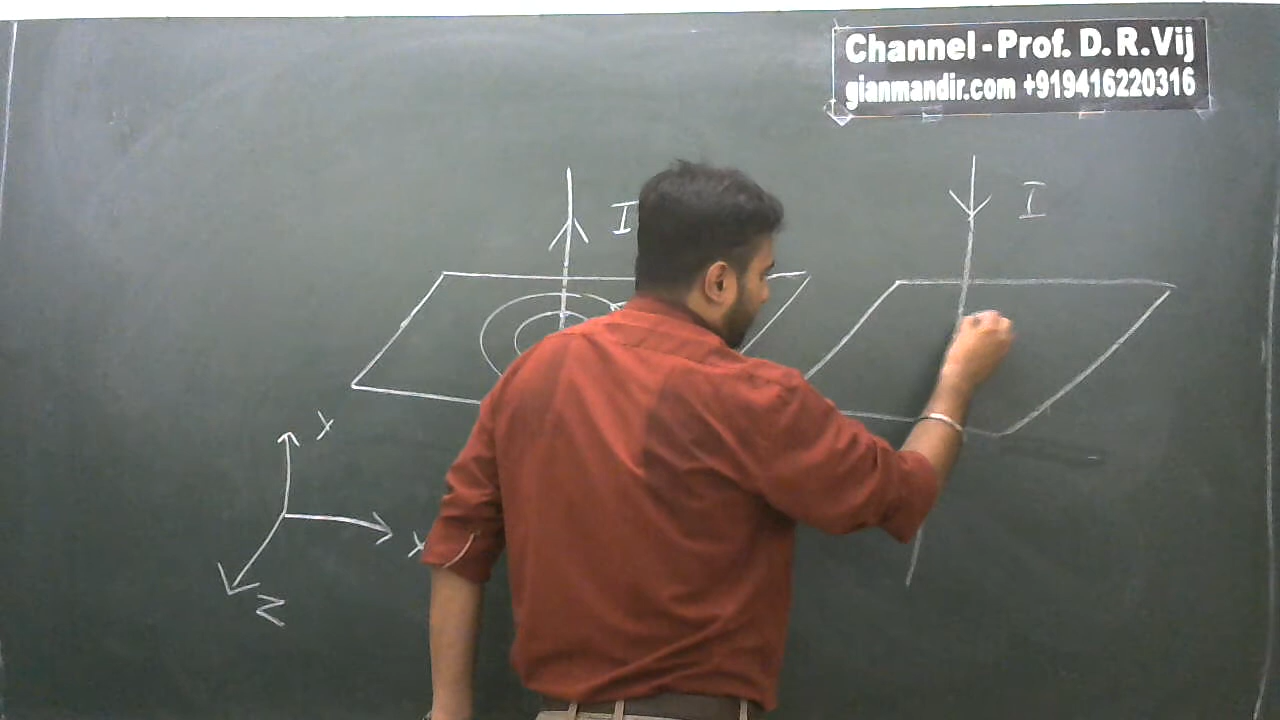 Channel - Prof. D. R. Vij
gianmandir.com +919416220316
I
I
Z